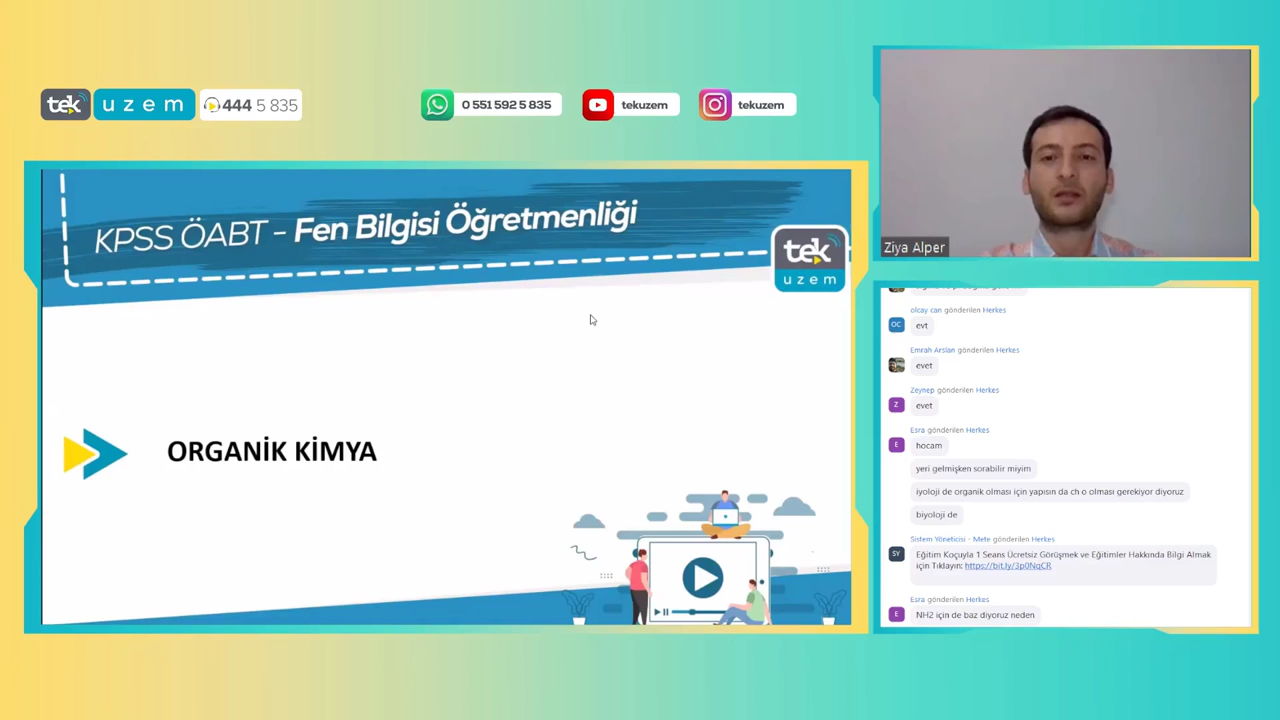 tek uzem 444 5 835
0 551 592 5 835
tekuzem
tekuzem
KPSS ÖABT - Fen Bilgisi Öğretmenliği
tek
uzem
ORGANİK KİMYA
Ziya Alper
olcay can gönderilen Herkes
OC
evt
Emrah Arslan gönderilen Herkes
evet
Zeynep gönderilen Herkes
Z
evet
Esra gönderilen Herkes
E
hocam
yeri gelmişken sorabilir miyim
iyoloji de organik olması için yapısın da ch o olması gerekiyor diyoruz
biyoloji de
Sistem Yöneticisi - Mete gönderilen Herkes
SY
Eğitim Koçuyla 1 Seans Ücretsiz Görüşmek ve Eğitimler Hakkında Bilgi Almak
için Tıklayın: https://bit.ly/3p0NqCR
Esra gönderilen Herkes
E
NH2 için de baz diyoruz neden